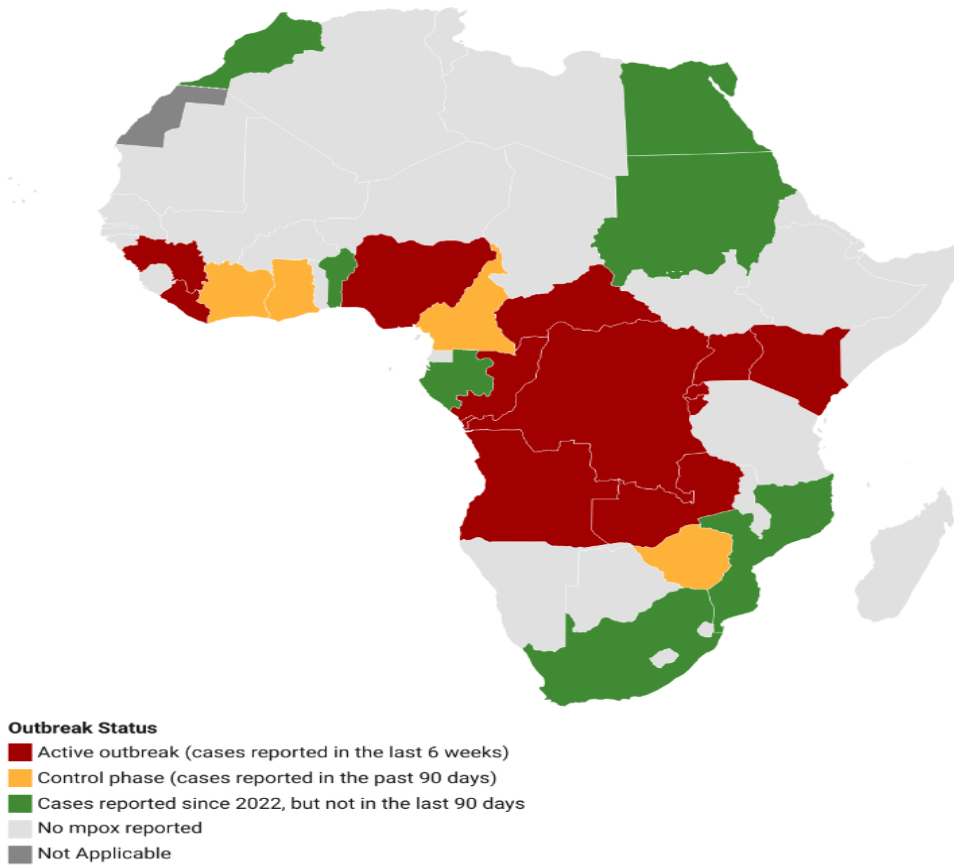 Outbreak Status
Active outbreak (cases reported in the last 6 weeks)
Control phase (cases reported in the past 90 days)
Cases reported since 2022, but not in the last 90 days
No mpox reported
Not Applicable